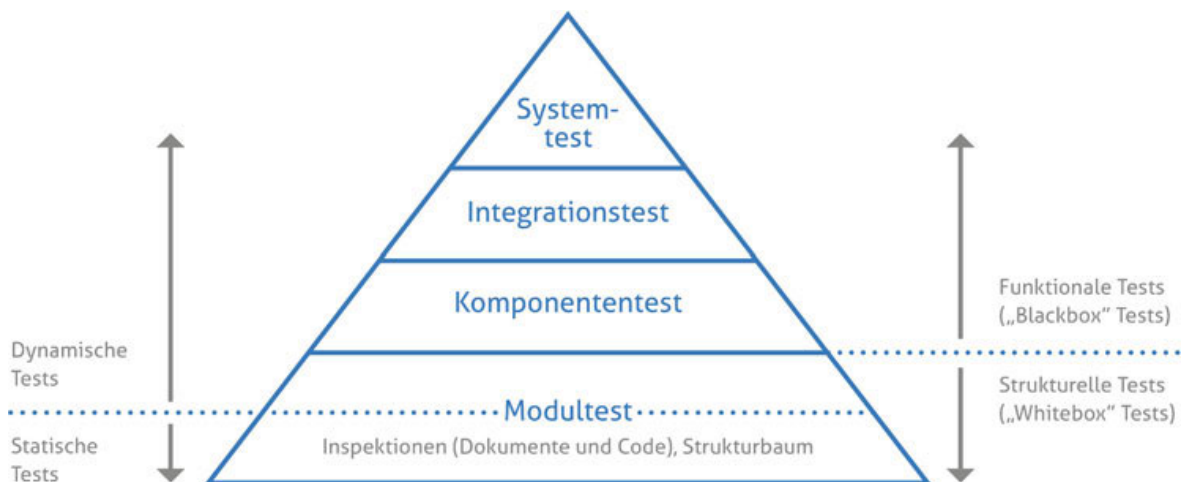 System-
test
Integrationstest
Komponententest
Funktionale Tests
(„Blackbox" Tests)
Dynamische
Tests
Strukturelle Tests
(„Whitebox" Tests)
Modultest
Statische
Tests
Inspektionen (Dokumente und Code), Strukturbaum